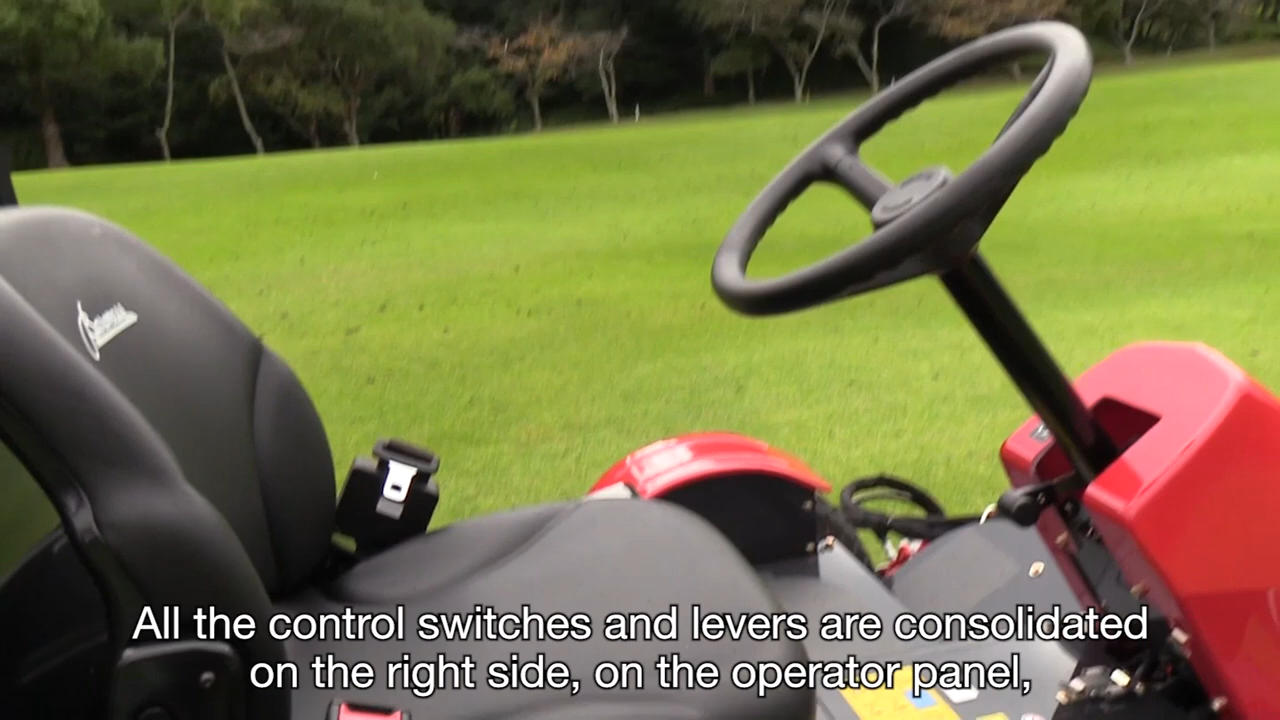 All the control switches and levers are consolidated
on the right side, on the operator panel,